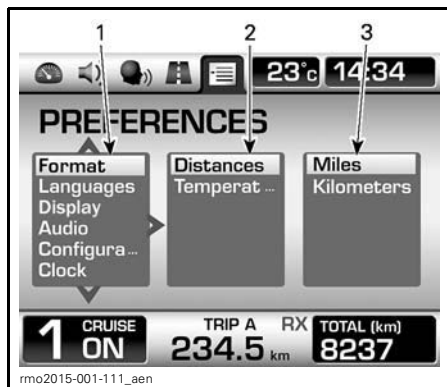 1 2 3
23°c 14:34
PREFERENCES
Format Distances Miles
Languages Temperat ... Kilometers
Display
Audio
Configura ...
Clock
1 CRUISE ON TRIP A 234.5 km RX TOTAL (km) 8237
rmo2015-001-111_aen